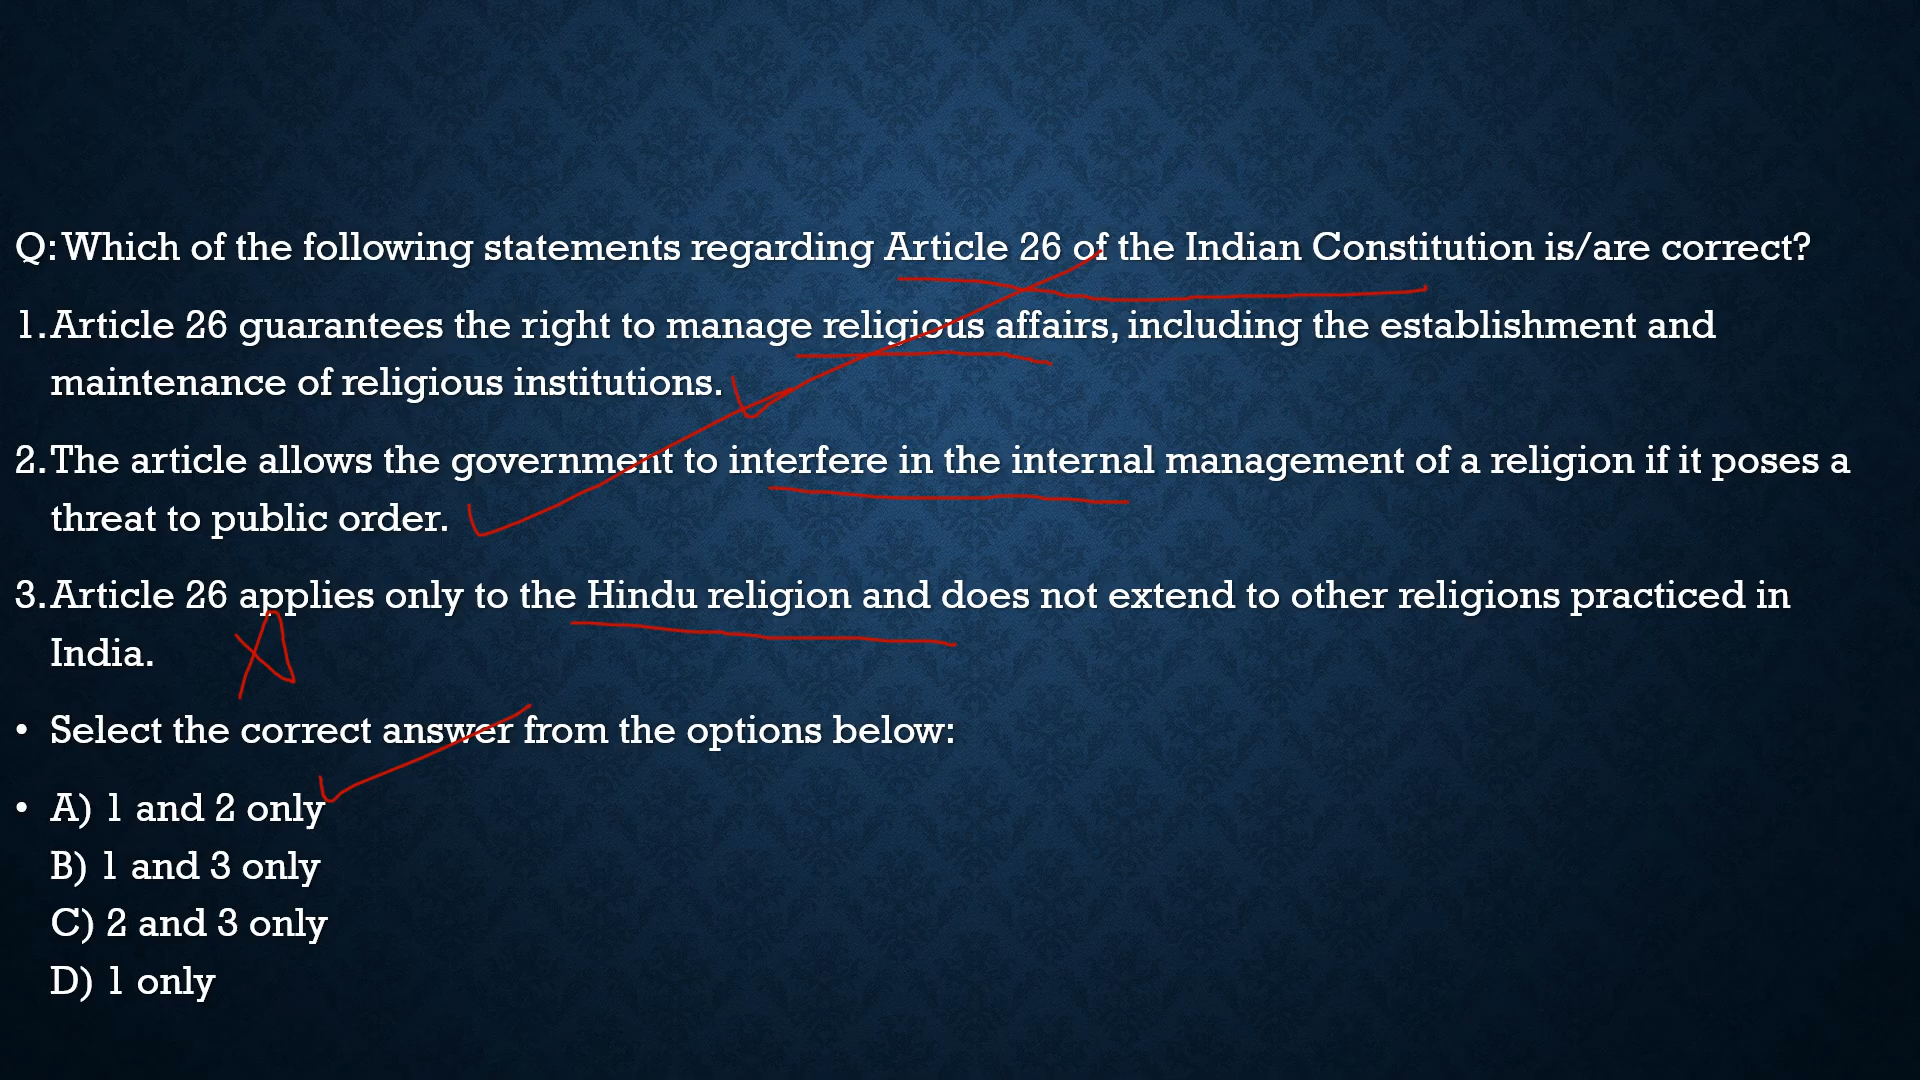 Q: Which of the following statements regarding Article 26 of the Indian Constitution is/are correct?
1. Article 26 guarantees the right to manage religious affairs, including the establishment and
maintenance of religious institutions.
2. The article allows the government to interfere in the internal management of a religion if it poses a
threat to public order.
3. Article 26 applies only to the Hindu religion and does not extend to other religions practiced in
India.
• Select the correct answer from the options below:
• A) 1 and 2 only
B) 1 and 3 only
C) 2 and 3 only
D) 1 only